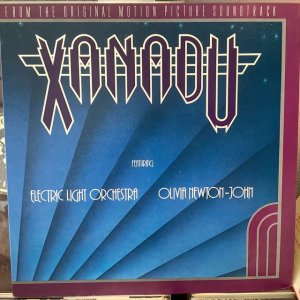 FROM THE ORIGINAL MOTION PICTURE SOUNDTRACK
XANADU
FEATURING
ELECTRIC LIGHT ORCHESTRA OLIVIA NEWTON-JOHN